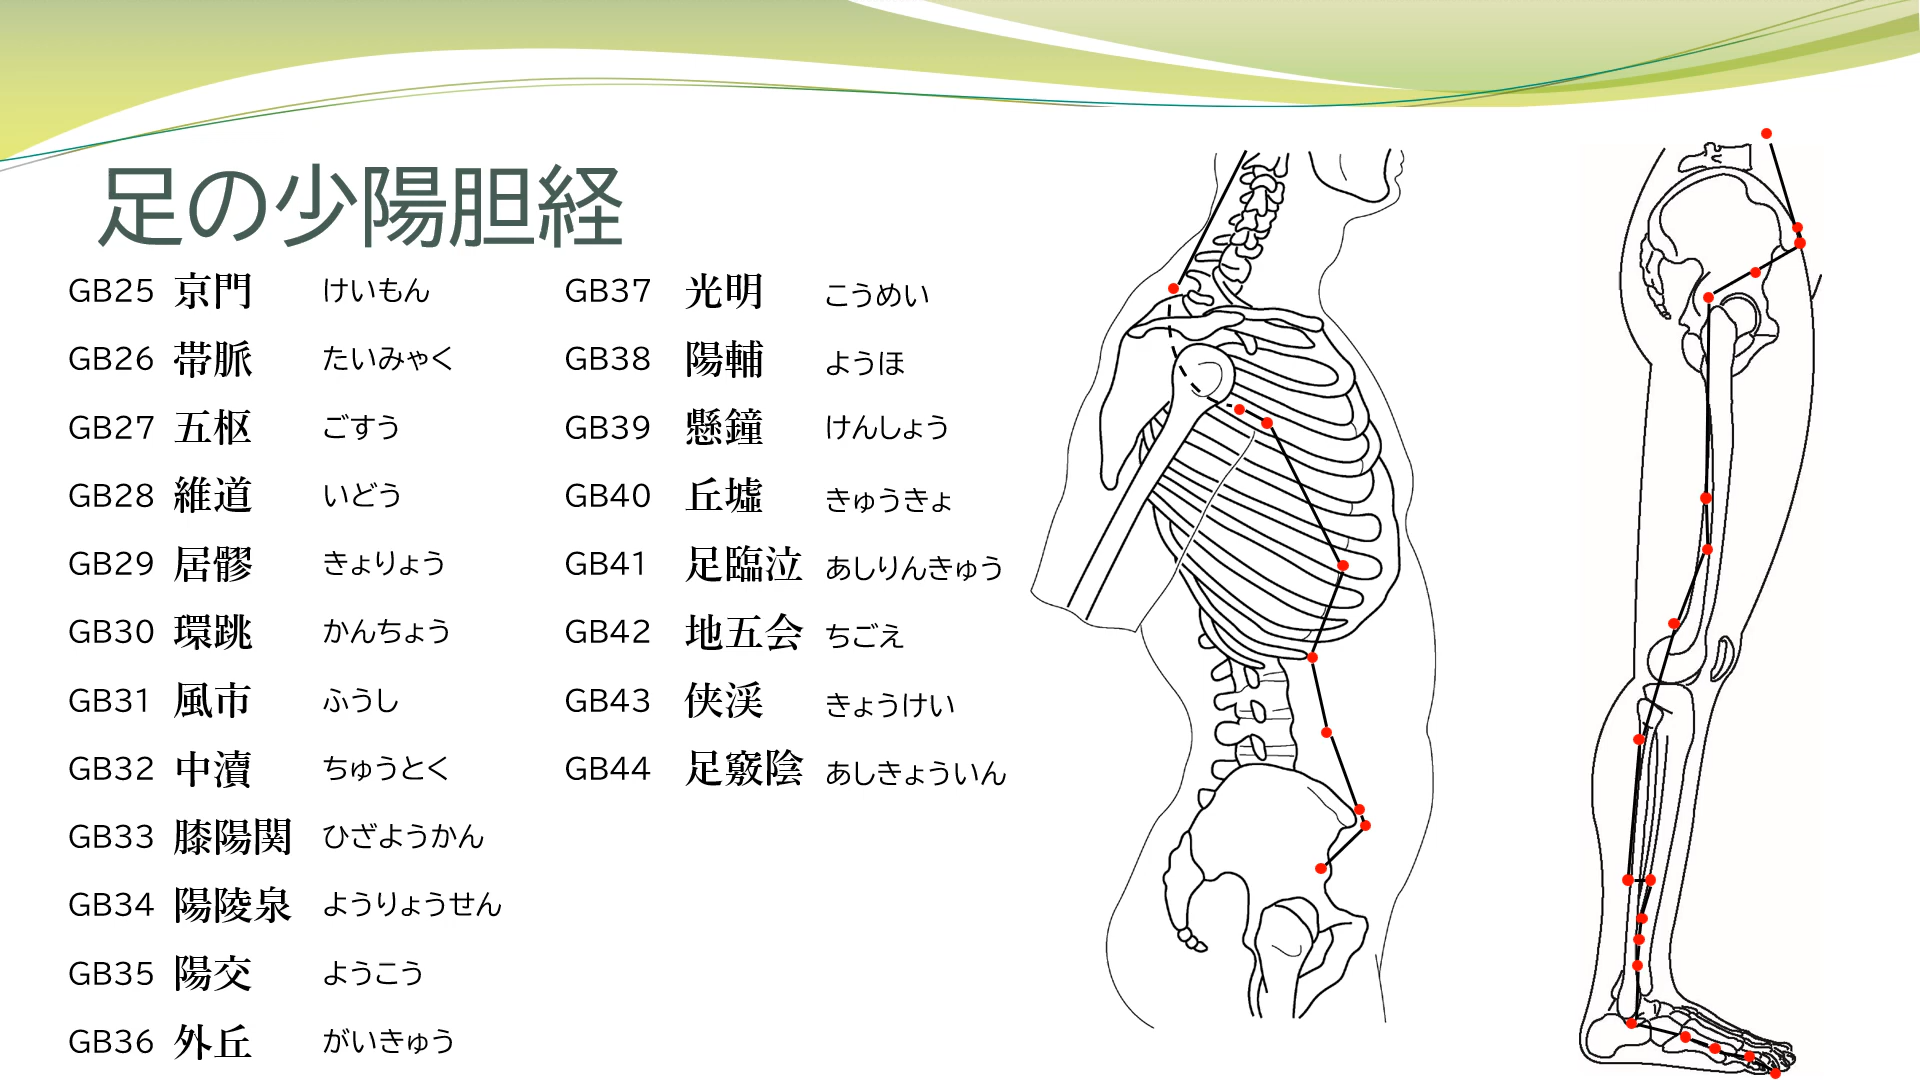 足の少陽胆経
GB25 京門 けいもん
GB26 帯脈 たいみゃく
GB27 五枢 ごすう
GB28 維道 いどう
GB29 居髎 きょりょう
GB30 環跳 かんちょう
GB31 風市 ふうし
GB32 中瀆 ちゅうとく
GB33 膝陽関 ひざようかん
GB34 陽陵泉 ようりょうせん
GB35 陽交 ようこう
GB36 外丘 がいきゅう
GB37 光明 こうめい
GB38 陽輔 ようほ
GB39 懸鐘 けんしょう
GB40 丘墟 きゅうきょ
GB41 足臨泣 あしりんきゅう
GB42 地五会 ちごえ
GB43 侠渓 きょうけい
GB44 足竅陰 あしきょういん